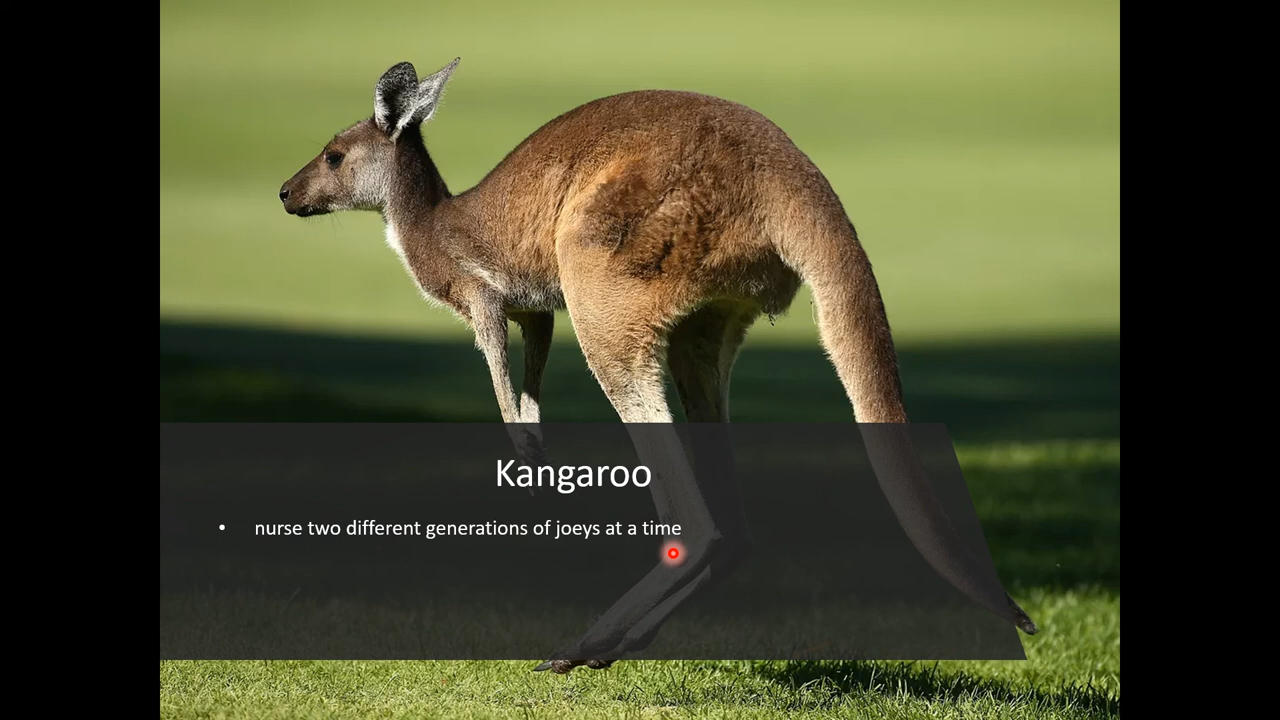 Kangaroo
• nurse two different generations of joeys at a time